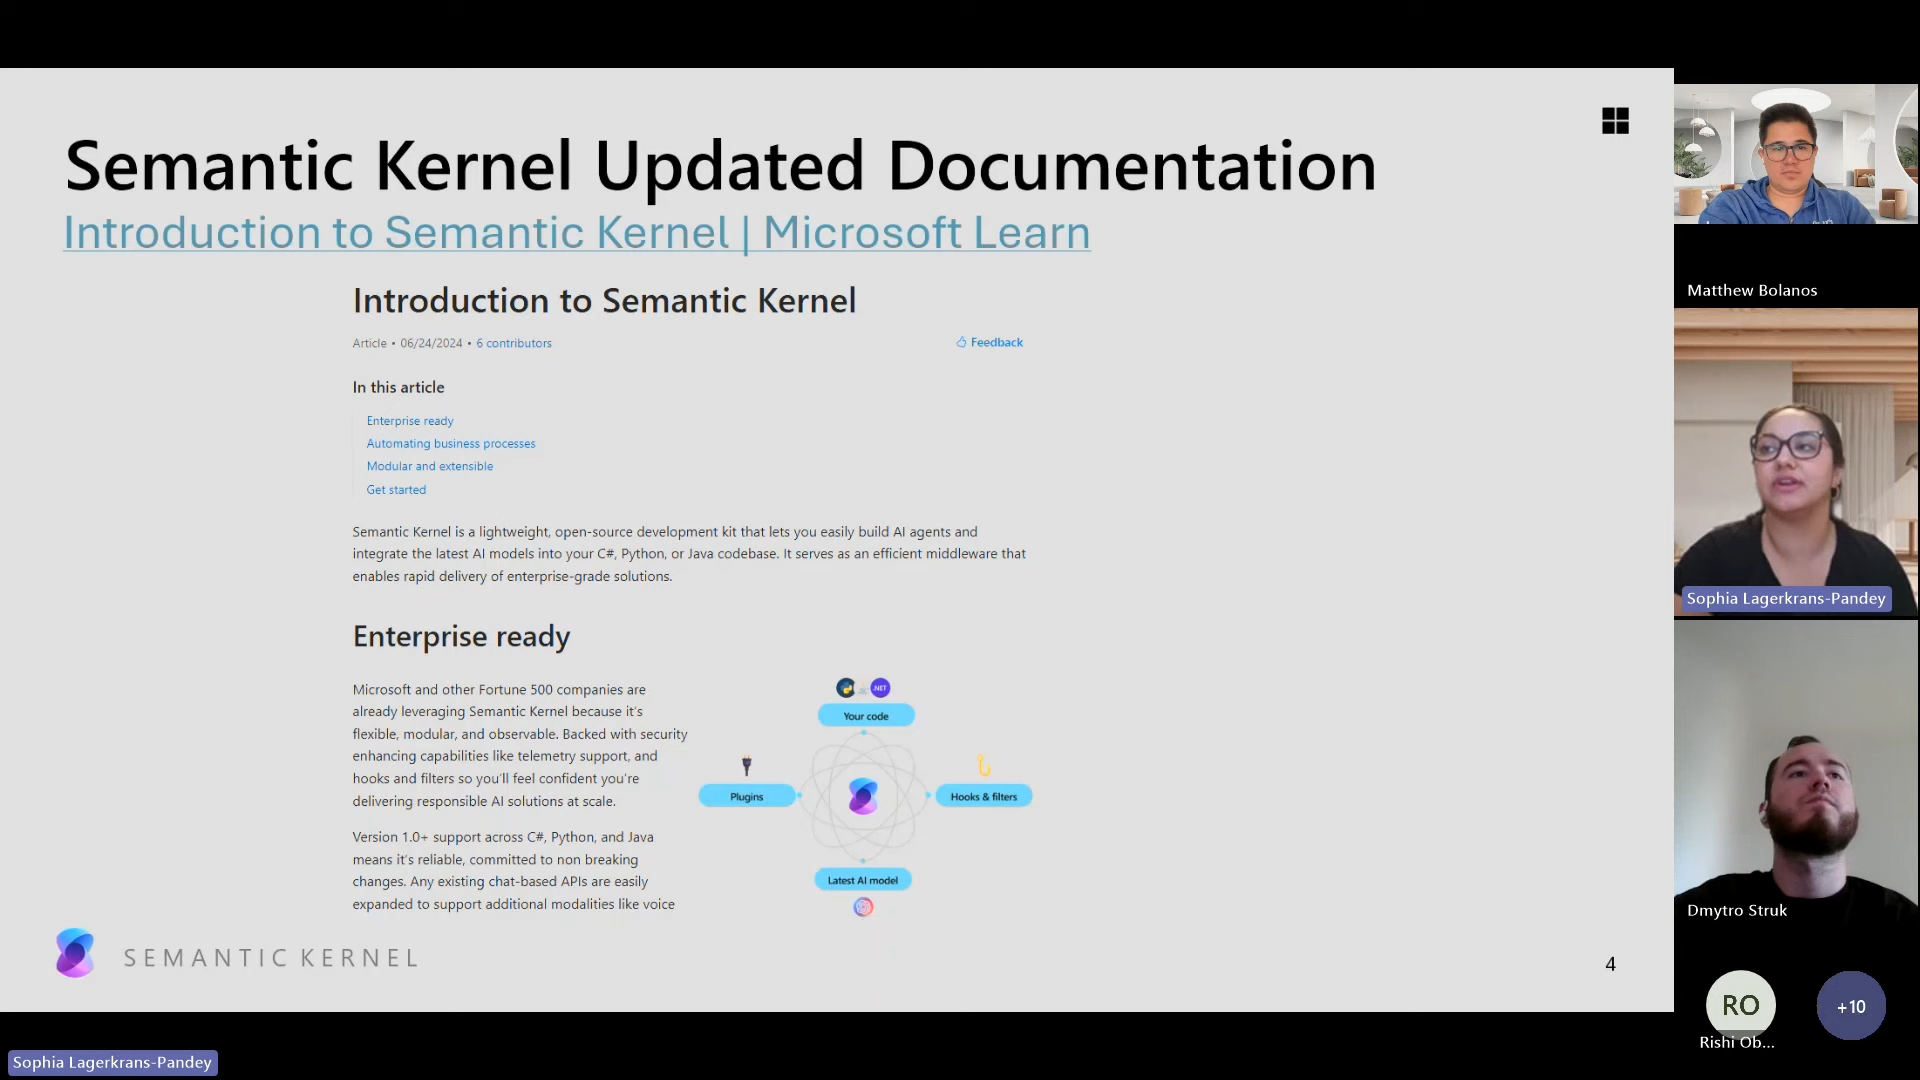 Semantic Kernel Updated Documentation
Introduction to Semantic Kernel | Microsoft Learn
Introduction to Semantic Kernel
Article • 06/24/2024 • 6 contributors
Feedback
In this article
Enterprise ready
Automating business processes
Modular and extensible
Get started
Semantic Kernel is a lightweight, open-source development kit that lets you easily build AI agents and
integrate the latest AI models into your C#, Python, or Java codebase. It serves as an efficient middleware that
enables rapid delivery of enterprise-grade solutions.
Enterprise ready
Microsoft and other Fortune 500 companies are
already leveraging Semantic Kernel because it's
flexible, modular, and observable. Backed with security
enhancing capabilities like telemetry support, and
hooks and filters so you'll feel confident you're
delivering responsible AI solutions at scale.
Version 1.0+ support across C#, Python, and Java
means it's reliable, committed to non breaking
changes. Any existing chat-based APIs are easily
expanded to support additional modalities like voice
.NET
Your code
Plugins
Hooks & filters
Latest AI model
SEMANTIC KERNEL
4
Matthew Bolanos
Sophia Lagerkrans-Pandey
Dmytro Struk
RO
+10
Rishi Ob...
Sophia Lagerkrans-Pandey